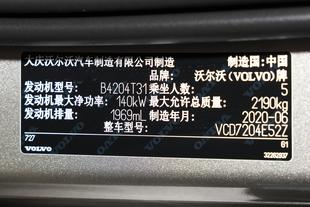 大庆沃尔沃汽车制造有限公司制造 制造国:中国
品牌: 沃尔沃(VOLVO)牌
发动机型号: B4204T31 乘坐人数: 5
发动机最大净功率: 140kW 最大允许总质量: 2190kg
发动机排量: 1969mL 制造年月: 2020-06
整车型号: VCD7204E52Z
727 61
VOLVO 32262837